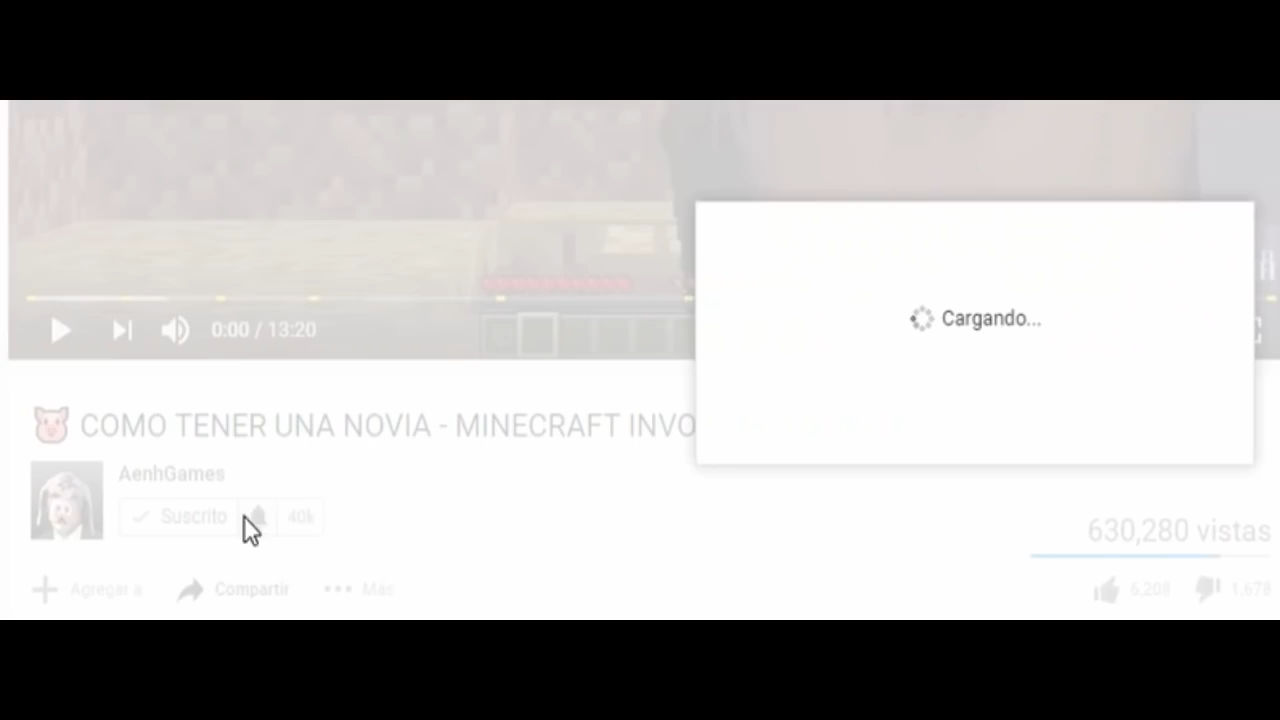 Cargando...
0:00 / 13:20
COMO TENER UNA NOVIA - MINECRAFT INVO
AenhGames
Suscrito 40k
630,280 vistas
Agregar a Compartir Más 6,208 1,678